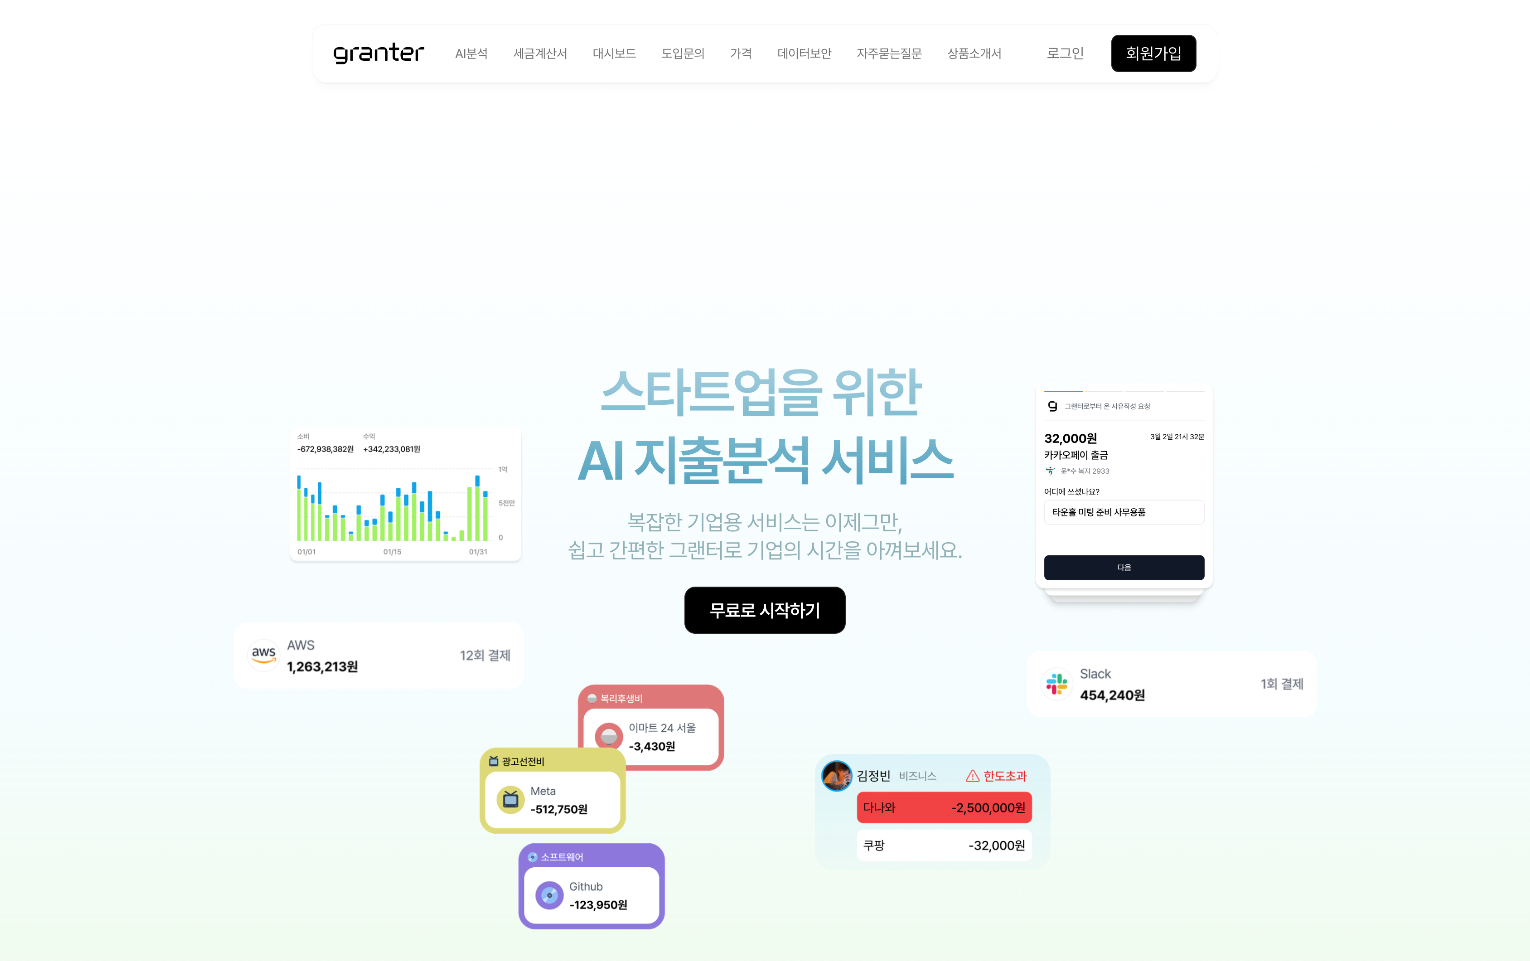 granter
AI분석
세금계산서
대시보드
도입문의
가격
데이터보안
자주묻는질문
상품소개서
로그인
회원가입
스타트업을 위한
AI 지출분석 서비스
복잡한 기업용 서비스는 이제그만,
쉽고 간편한 그랜터로 기업의 시간을 아껴보세요.
무료로 시작하기
소비
수익
-672,938,382원
+342,233,081원
1억
5천만
0
01/01
01/15
01/31
g
그랜터로부터 온 사유작성 요청
32,000원
3월 2일 21시 32분
카카오페이 출금
윤*수 복지 2933
어디에 쓰셨나요?
타운홀 미팅 준비 사무용품
다음
aws
AWS
1,263,213원
12회 결제
Slack
454,240원
1회 결제
복리후생비
이마트 24 서울
-3,430원
광고선전비
Meta
-512,750원
소프트웨어
Github
-123,950원
김정빈
비즈니스
한도초과
다나와
-2,500,000원
쿠팡
-32,000원